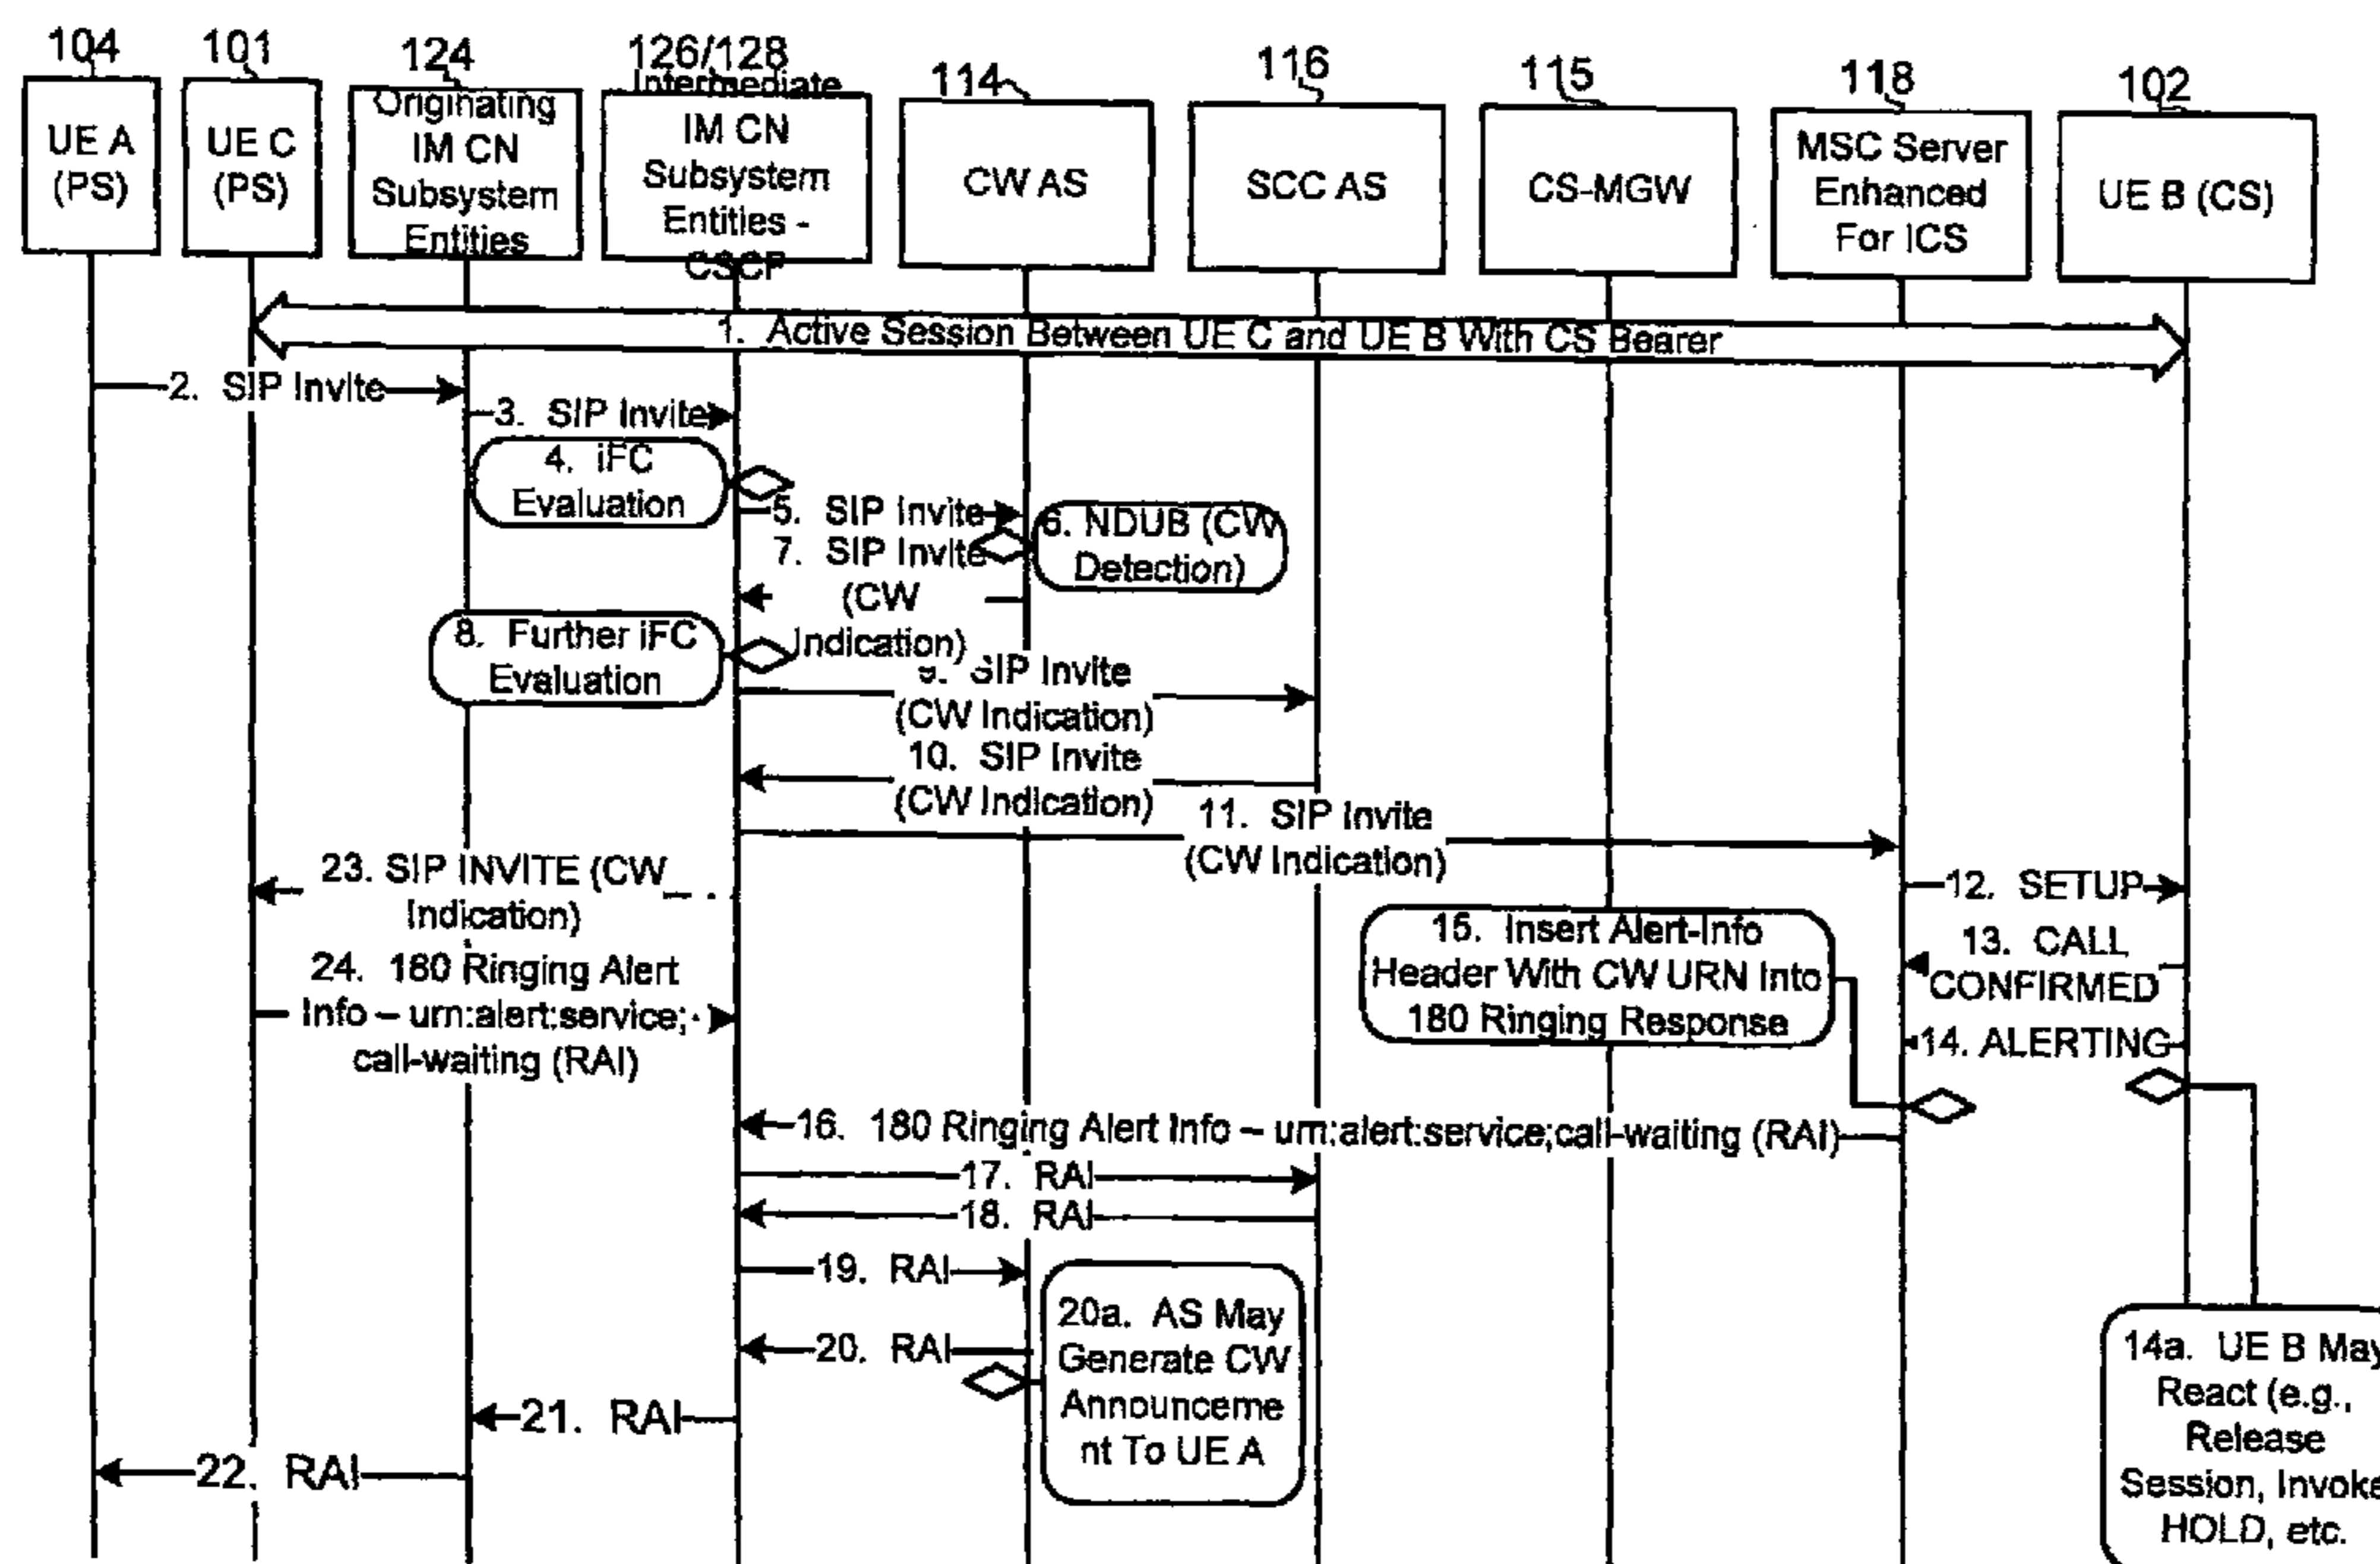 104
101
124
126/128
114
116
115
118
102
UE A
(PS)
UE C
(PS)
Originating
IM CN
Subsystem
Entities
Intermediate
IM CN
Subsystem
Entities -
CSCF
CW AS
SCC AS
CS-MGW
MSC Server
Enhanced
For ICS
UE B (CS)
1. Active Session Between UE C and UE B With CS Bearer
2. SIP Invite
3. SIP Invite
4. iFC
Evaluation
5. SIP Invite
6. NDUB (CW
Detection)
7. SIP Invite
(CW
Indication)
8. Further iFC
Evaluation
9. SIP Invite
(CW Indication)
10. SIP Invite
(CW Indication)
11. SIP Invite
(CW Indication)
23. SIP INVITE (CW
Indication)
12. SETUP
24. 180 Ringing Alert
Info – urn:alert:service;
call-waiting (RAI)
15. Insert Alert-Info
Header With CW URN Into
180 Ringing Response
13. CALL
CONFIRMED
14. ALERTING
16. 180 Ringing Alert Info – urn:alert:service;call-waiting (RAI)
17. RAI
18. RAI
19. RAI
20a. AS May
Generate CW
Announceme
nt To UE A
20. RAI
21. RAI
22. RAI
14a. UE B May
React (e.g.,
Release
Session, Invoke
HOLD, etc.